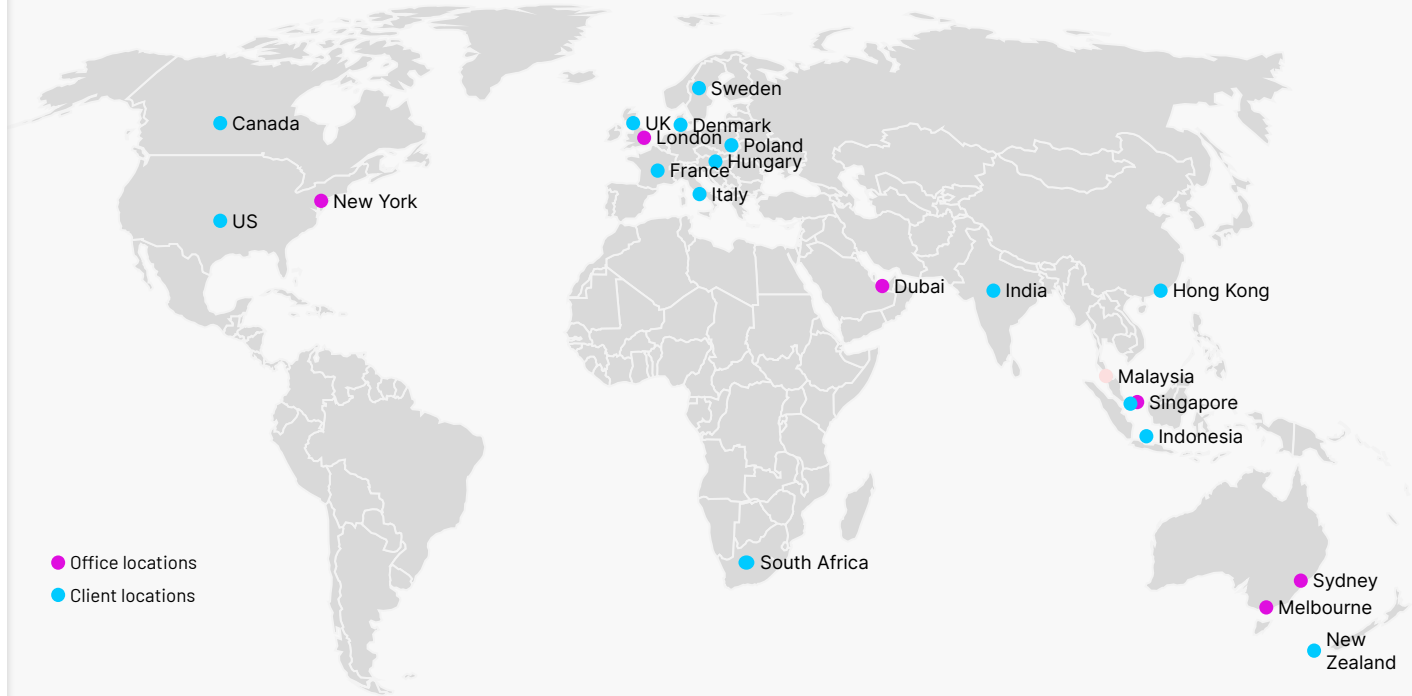 Sweden
Canada
UK
Denmark
London
Poland
Hungary
France
Italy
New York
US
Dubai
India
Hong Kong
Malaysia
Singapore
Indonesia
South Africa
Office locations
Client locations
Sydney
Melbourne
New
Zealand